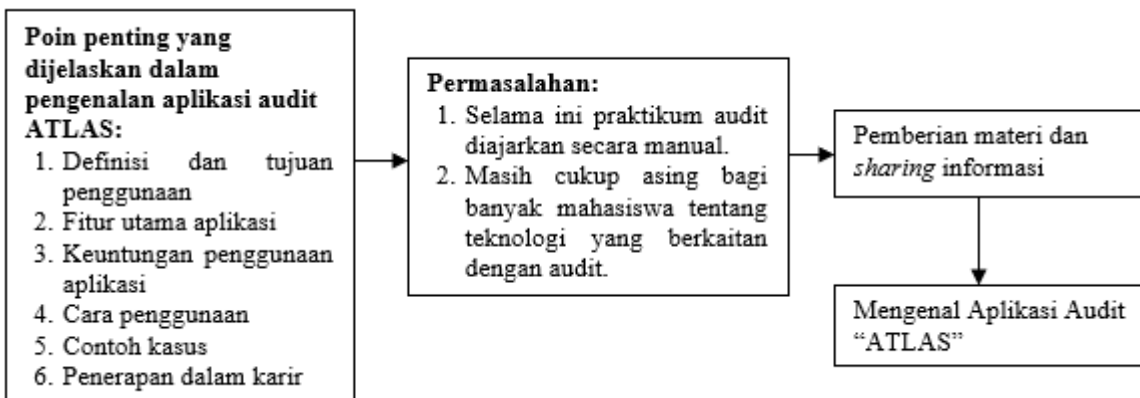 Poin penting yang
dijelaskan dalam
pengenalan aplikasi audit
ATLAS:
1. Definisi dan tujuan
penggunaan
2. Fitur utama aplikasi
3. Keuntungan penggunaan
aplikasi
4. Cara penggunaan
5. Contoh kasus
6. Penerapan dalam karir
Permasalahan:
1. Selama ini praktikum audit
diajarkan secara manual.
2. Masih cukup asing bagi
banyak mahasiswa tentang
teknologi yang berkaitan
dengan audit.
Pemberian materi dan
sharing informasi
Mengenal Aplikasi Audit
“ATLAS”